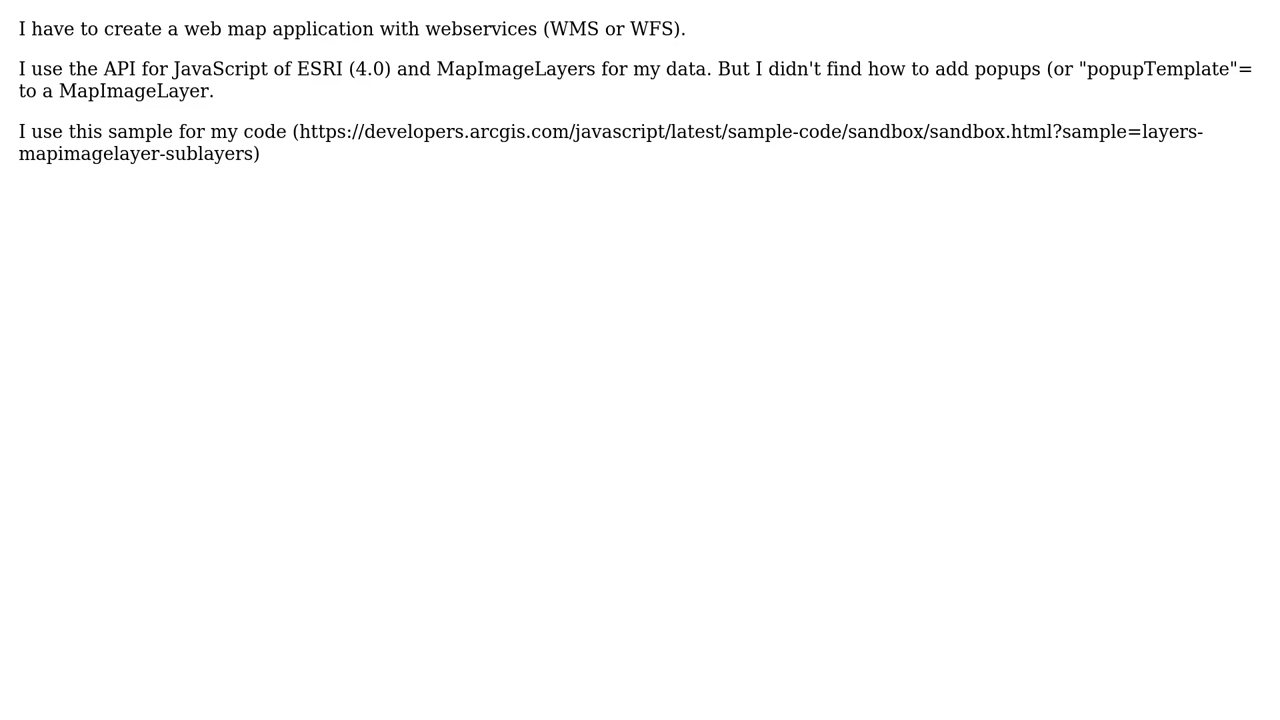 I have to create a web map application with webservices (WMS or WFS).
I use the API for JavaScript of ESRI (4.0) and MapImageLayers for my data. But I didn't find how to add popups (or "popupTemplate"=
to a MapImageLayer.
I use this sample for my code (https://developers.arcgis.com/javascript/latest/sample-code/sandbox/sandbox.html?sample=layers-
mapimagelayer-sublayers)